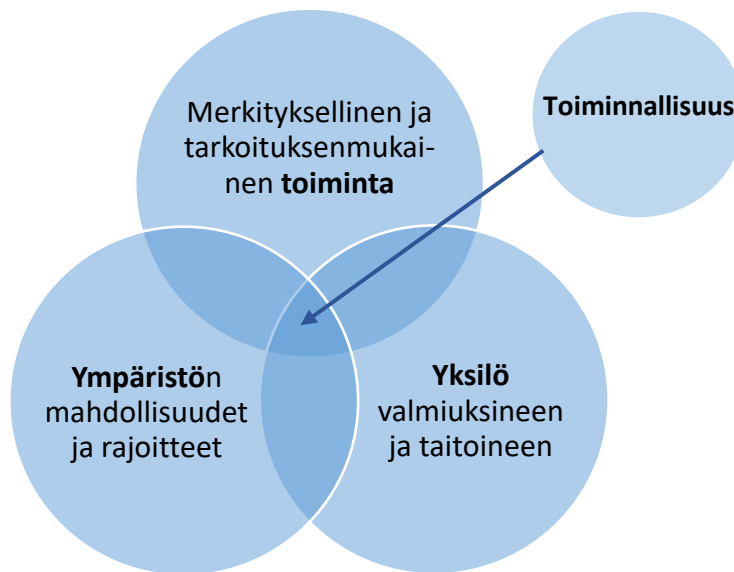 Merkityksellinen ja
tarkoituksenmukai-
nen toiminta
Toiminnallisuus
Ympäristön
mahdollisuudet
ja rajoitteet
Yksilö
valmiuksineen
ja taitoineen